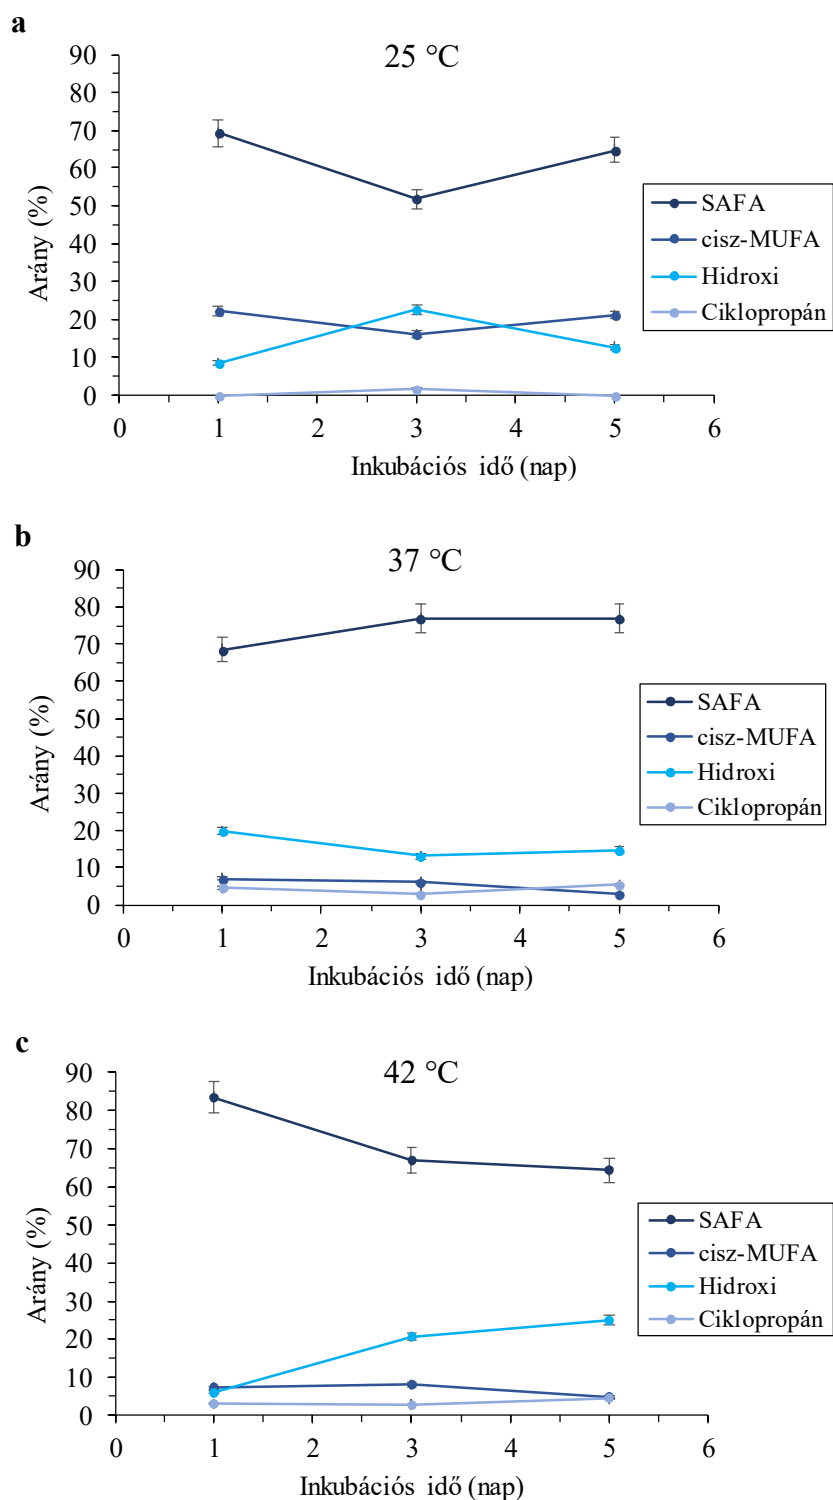 a
25 °C
90
80
70
60
50
40
30
20
10
0
Arány (%)
0 1 2 3 4 5 6
Inkubációs idő (nap)
SAFA
cisz-MUFA
Hidroxi
Ciklopropán
b
37 °C
90
80
70
60
50
40
30
20
10
0
Arány (%)
0 1 2 3 4 5 6
Inkubációs idő (nap)
SAFA
cisz-MUFA
Hidroxi
Ciklopropán
c
42 °C
90
80
70
60
50
40
30
20
10
0
Arány (%)
0 1 2 3 4 5 6
Inkubációs idő (nap)
SAFA
cisz-MUFA
Hidroxi
Ciklopropán